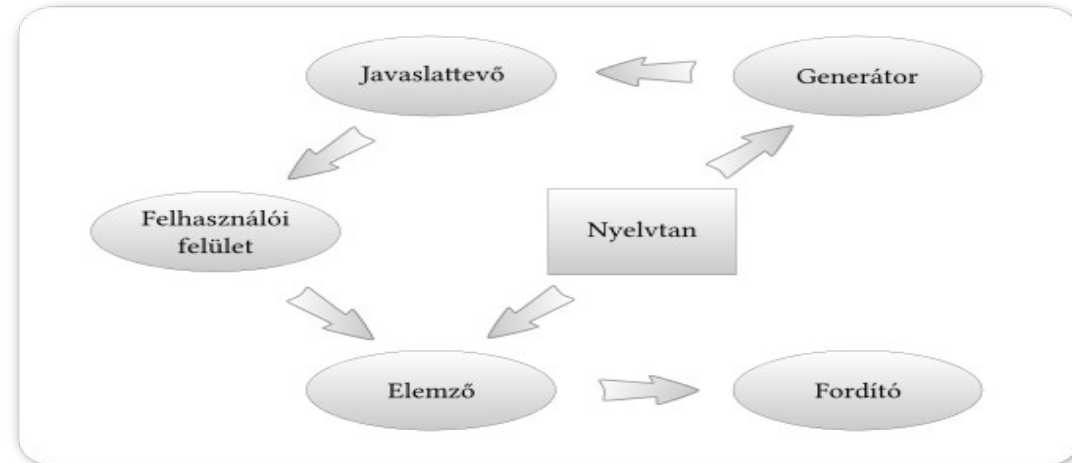 Javaslattevő
Generátor
Felhasználói
felület
Nyelvtan
Elemző
Fordító